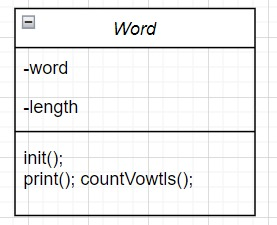 Word
-word
-length
init();
print(); countVowtls();